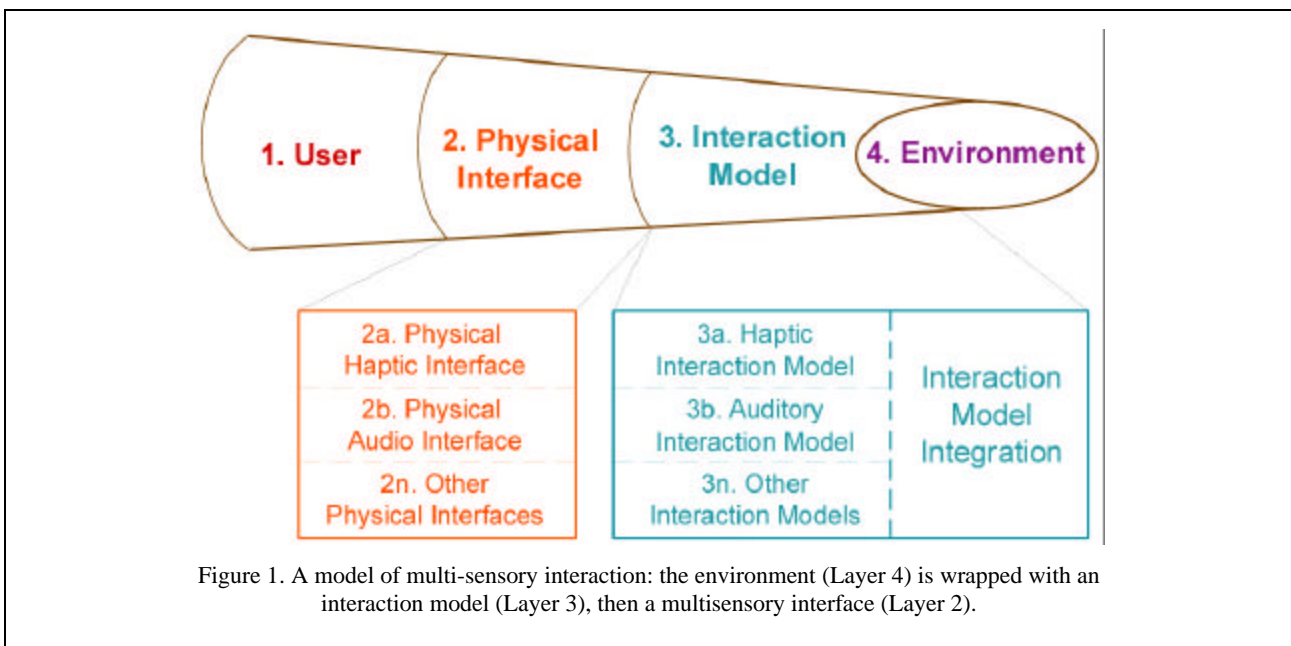 1. User
2. Physical
Interface
3. Interaction
Model
4. Environment
2a. Physical
Haptic Interface
2b. Physical
Audio Interface
2n. Other
Physical Interfaces
3a. Haptic
Interaction Model
3b. Auditory
Interaction Model
3n. Other
Interaction Models
Interaction
Model
Integration
Figure 1. A model of multi-sensory interaction: the environment (Layer 4) is wrapped with an
interaction model (Layer 3), then a multisensory interface (Layer 2).